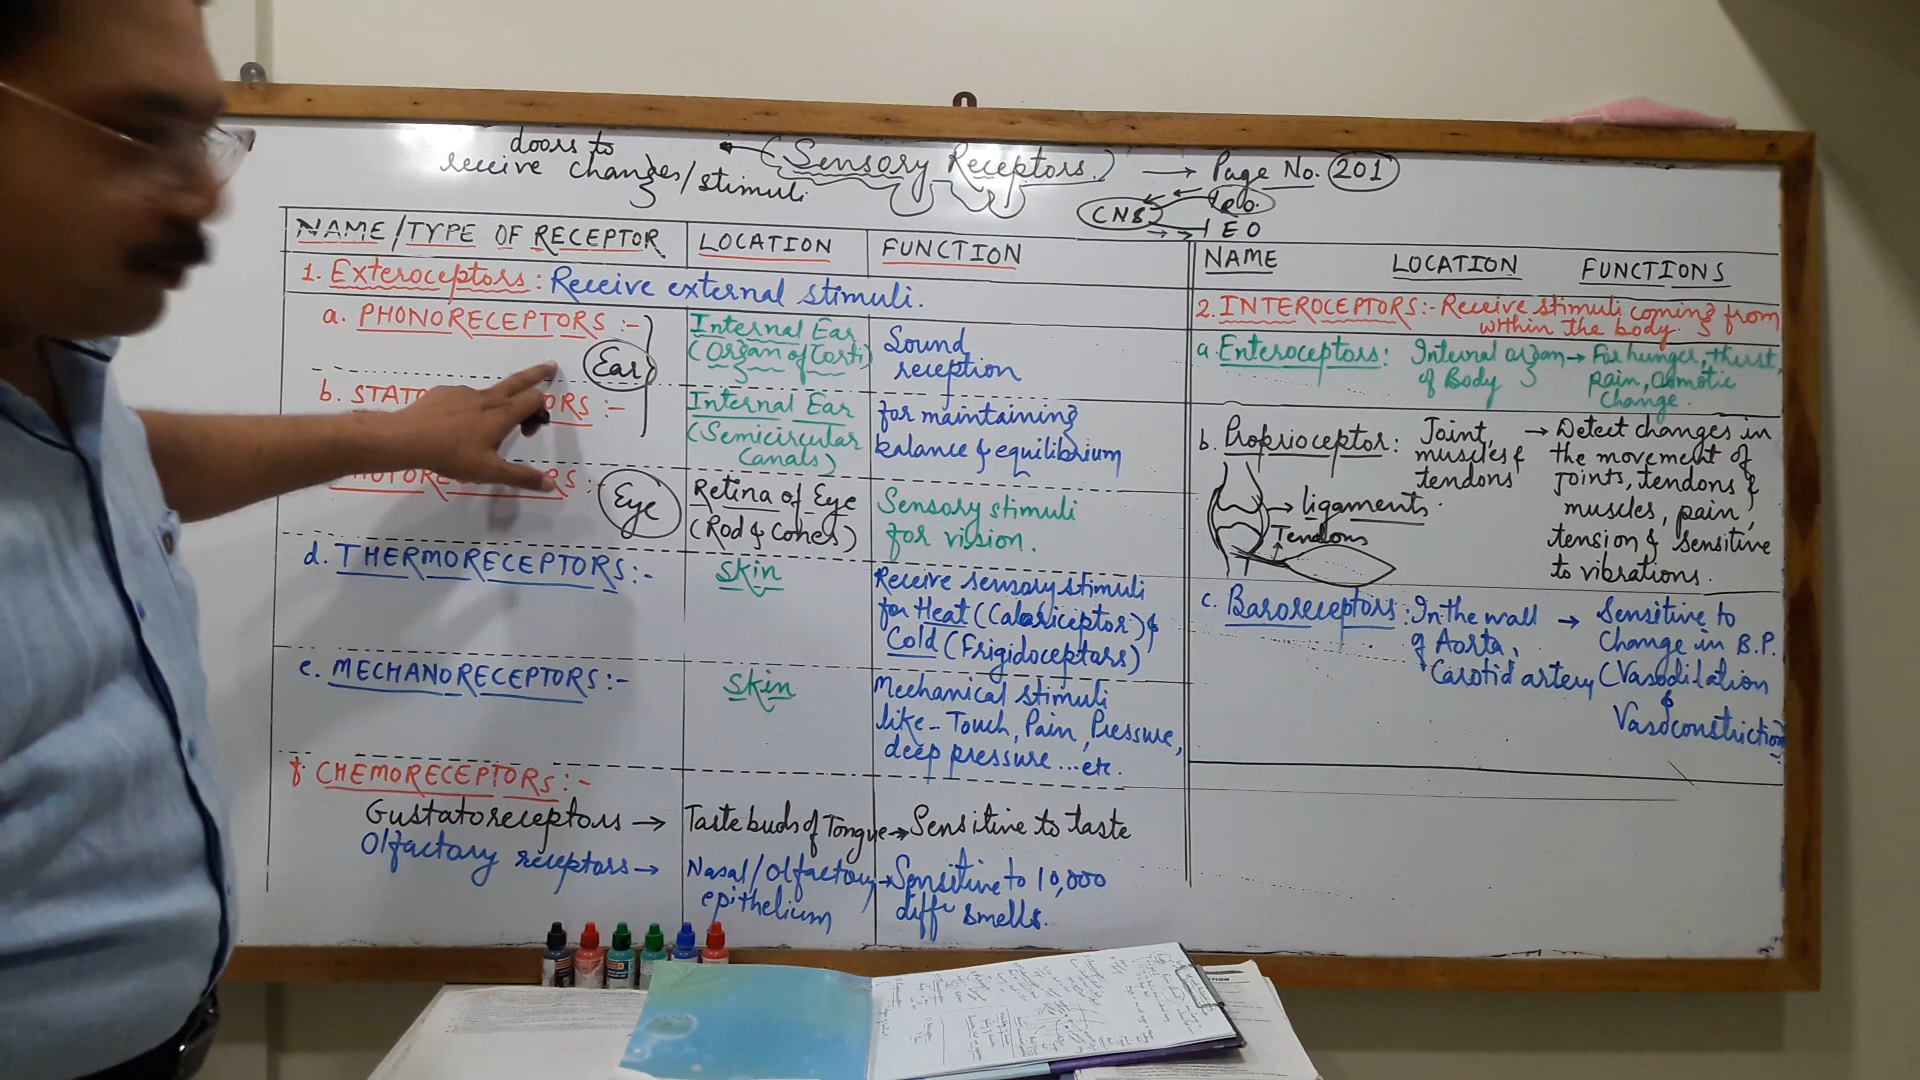 doors to
receive changes/stimuli
(Sensory Receptors.) → Page No. 201
CNS
I E O
NAME/TYPE OF RECEPTOR
LOCATION
FUNCTION
1. Exteroceptors: Receive external stimuli.
a. PHONORECEPTORS :-
Ear
Internal Ear
(Organ of Corti)
Sound
reception
b. STATO ORS :-
Internal Ear
(Semicircular
Canals)
for maintaining
balance & equilibrium
Eye
Retina of Eye
(Rod & Cones)
Sensory stimuli
for vission.
d. THERMORECEPTORS:-
Skin
Receive sensory stimuli
for Heat (Caloriceptor) &
Cold (Frigidoceptors)
e. MECHANORECEPTORS:-
Skin
Mechanical stimuli
like - Touch, Pain, Pressure,
deep pressure ... etc.
f. CHEMORECEPTORS:-
Gustatoreceptors → Taste buds of Tongue → Sensitive to taste
Olfactory receptors → Nasal/Olfactory → Sensitive to 10,000
epithelium diff smells.
NAME LOCATION FUNCTIONS
2. INTEROCEPTORS:- Receive stimuli coming from
within the body.
a. Enteroceptors: Internal organ → For hunger, thirst,
of Body pain, osmotic
change.
b. Proprioceptor: Joint, → Detect changes in
muscles & the movement of
tendons joints, tendons &
→ ligaments. muscles, pain,
Tendons tension & sensitive
to vibrations.
c. Baroreceptors: In the wall → Sensitive to
of Aorta, Change in B.P.
Carotid artery (Vasodilation
&
Vasoconstriction